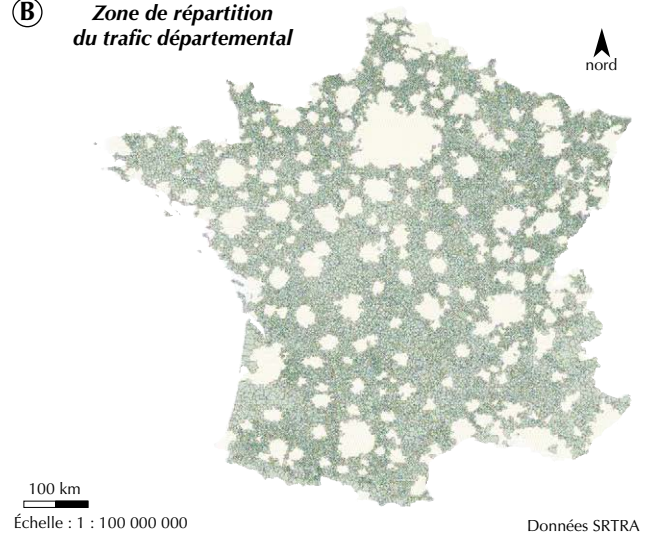 B
Zone de répartition
du trafic départemental
nord
100 km
Échelle : 1 : 100 000 000
Données SRTRA